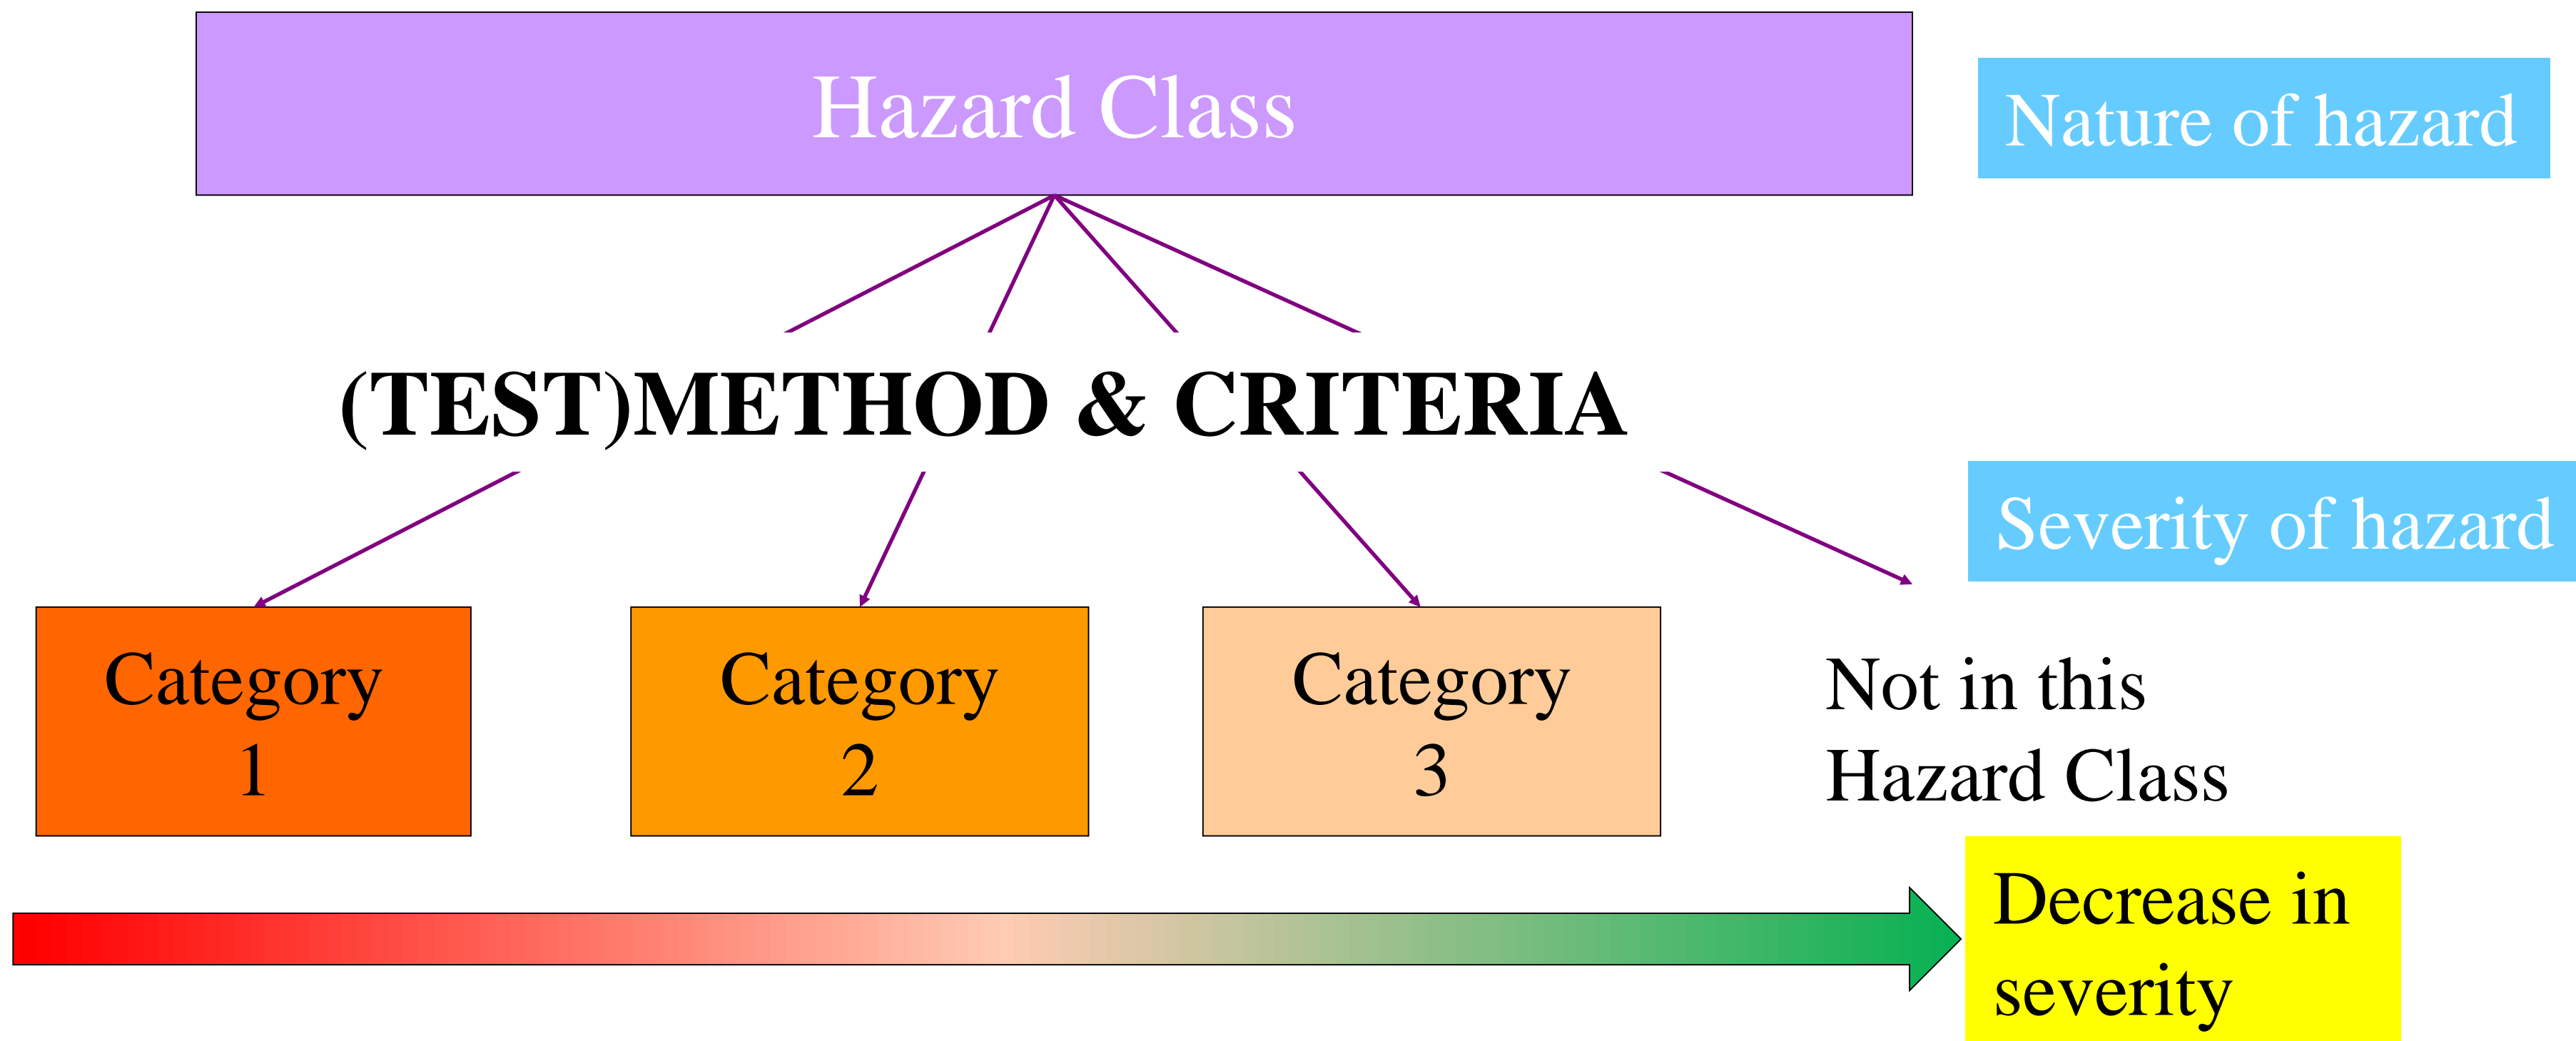 Hazard Class
Nature of hazard
(TEST)METHOD & CRITERIA
Severity of hazard
Category
1
Category
2
Category
3
Not in this
Hazard Class
Decrease in
severity